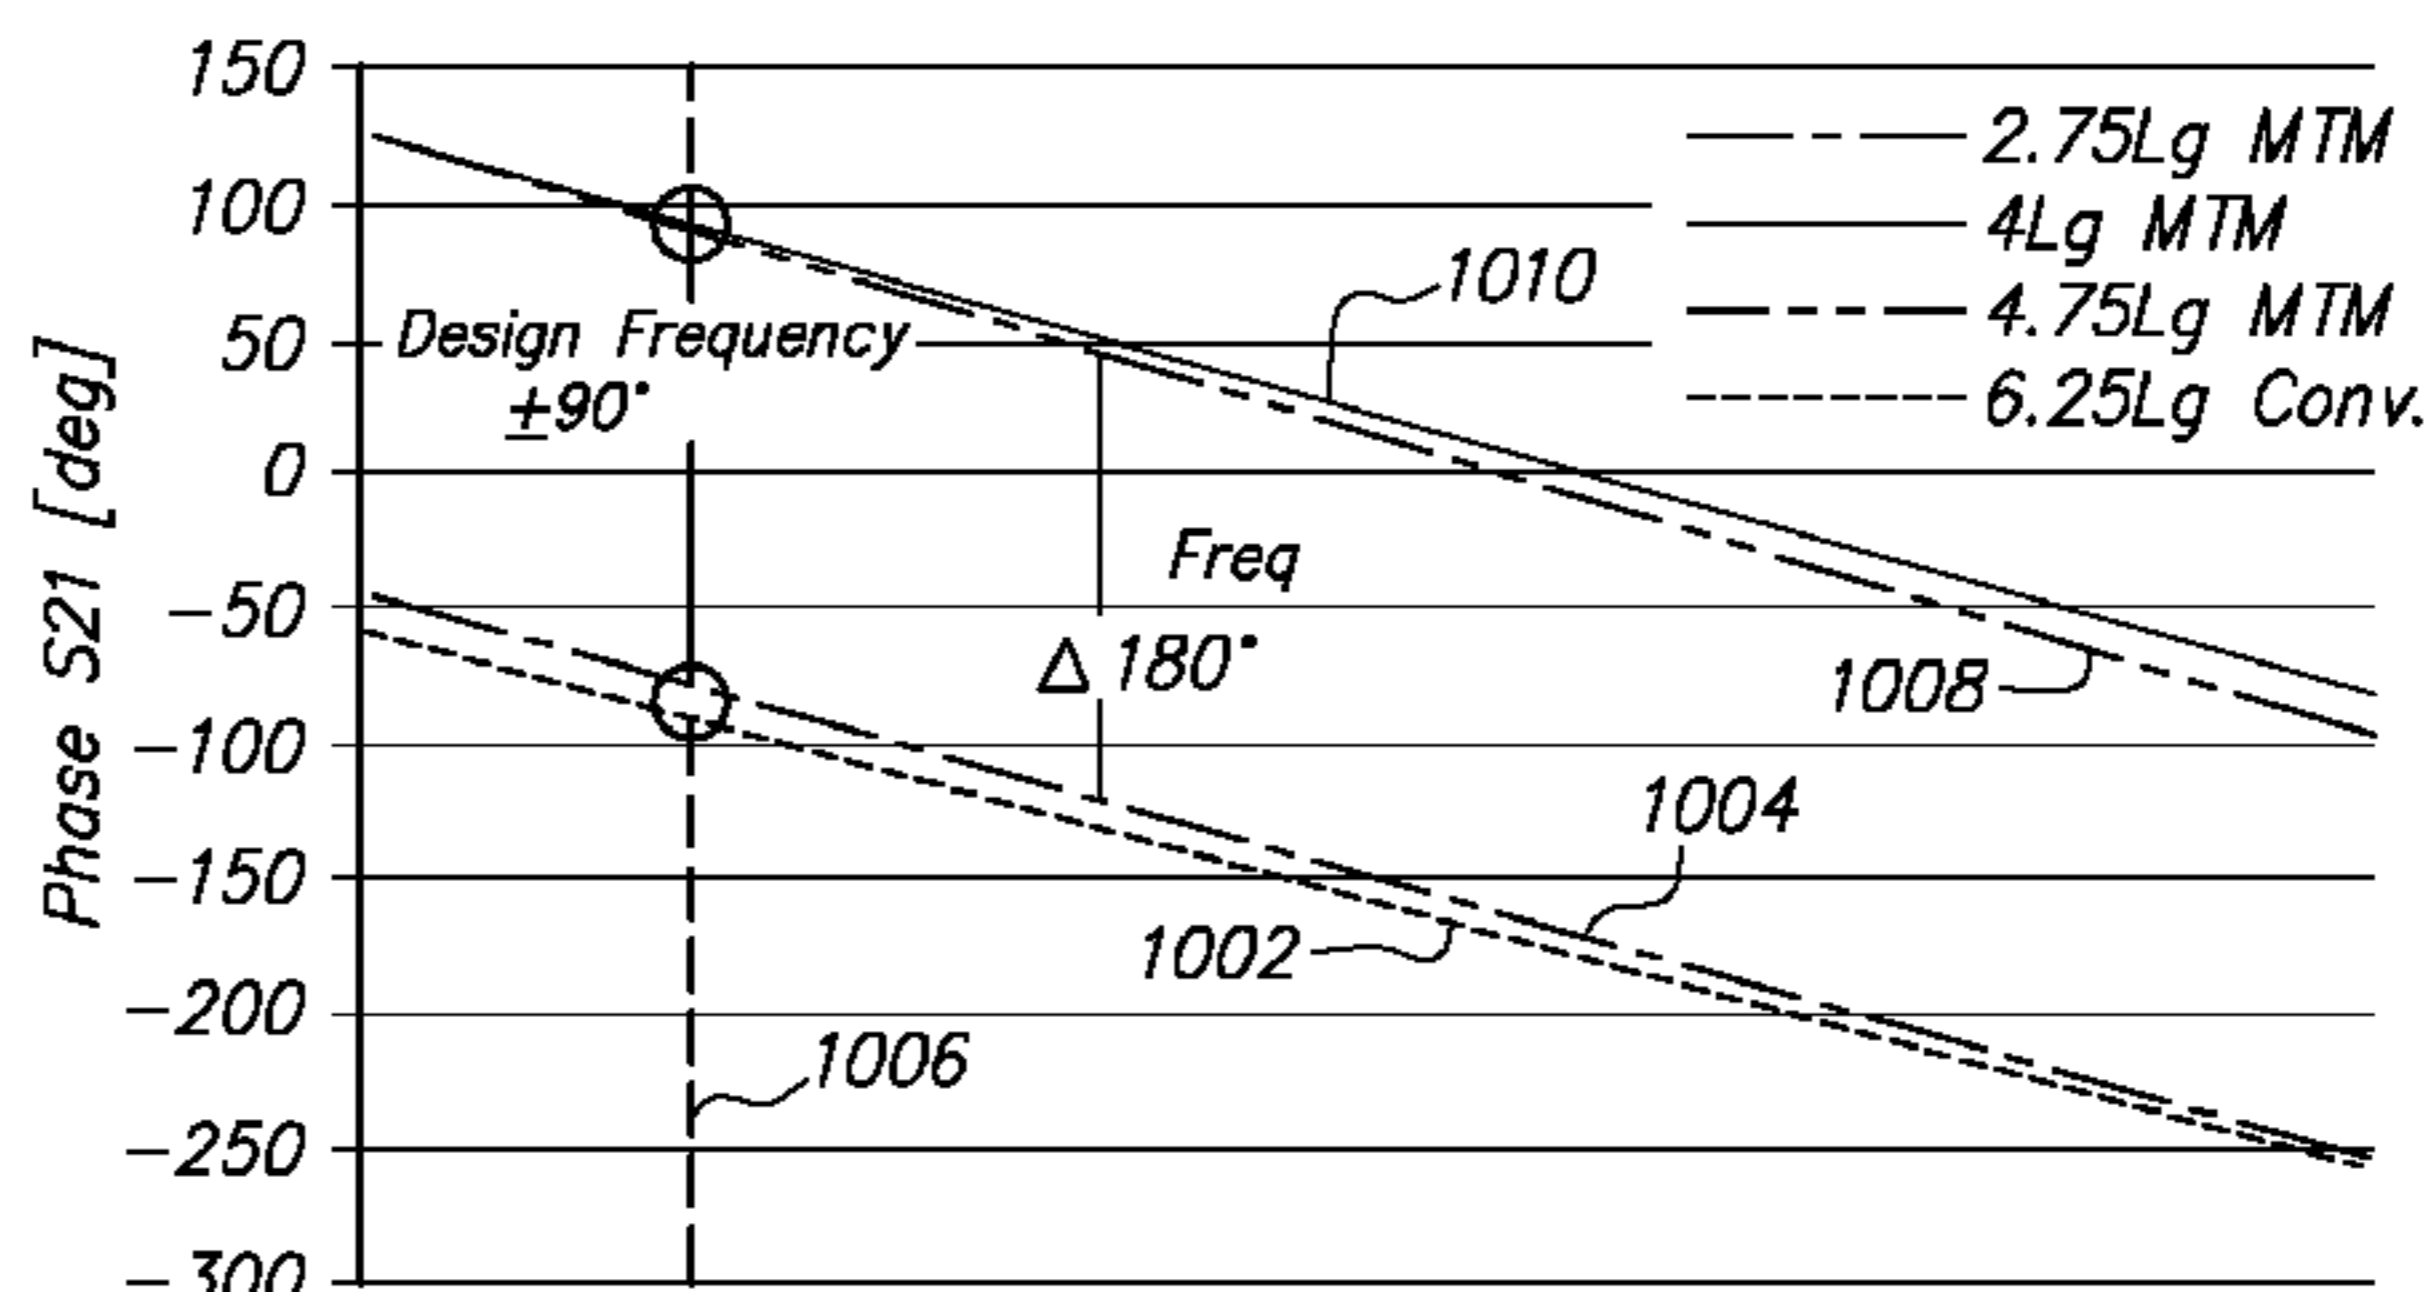 150
100
50
0
-50
-100
-150
-200
-250
-300
Phase S21 [deg]
2.75Lg MTM
4Lg MTM
4.75Lg MTM
6.25Lg Conv.
1010
Design Frequency
±90°
Freq
Δ 180°
1008
1004
1002
1006